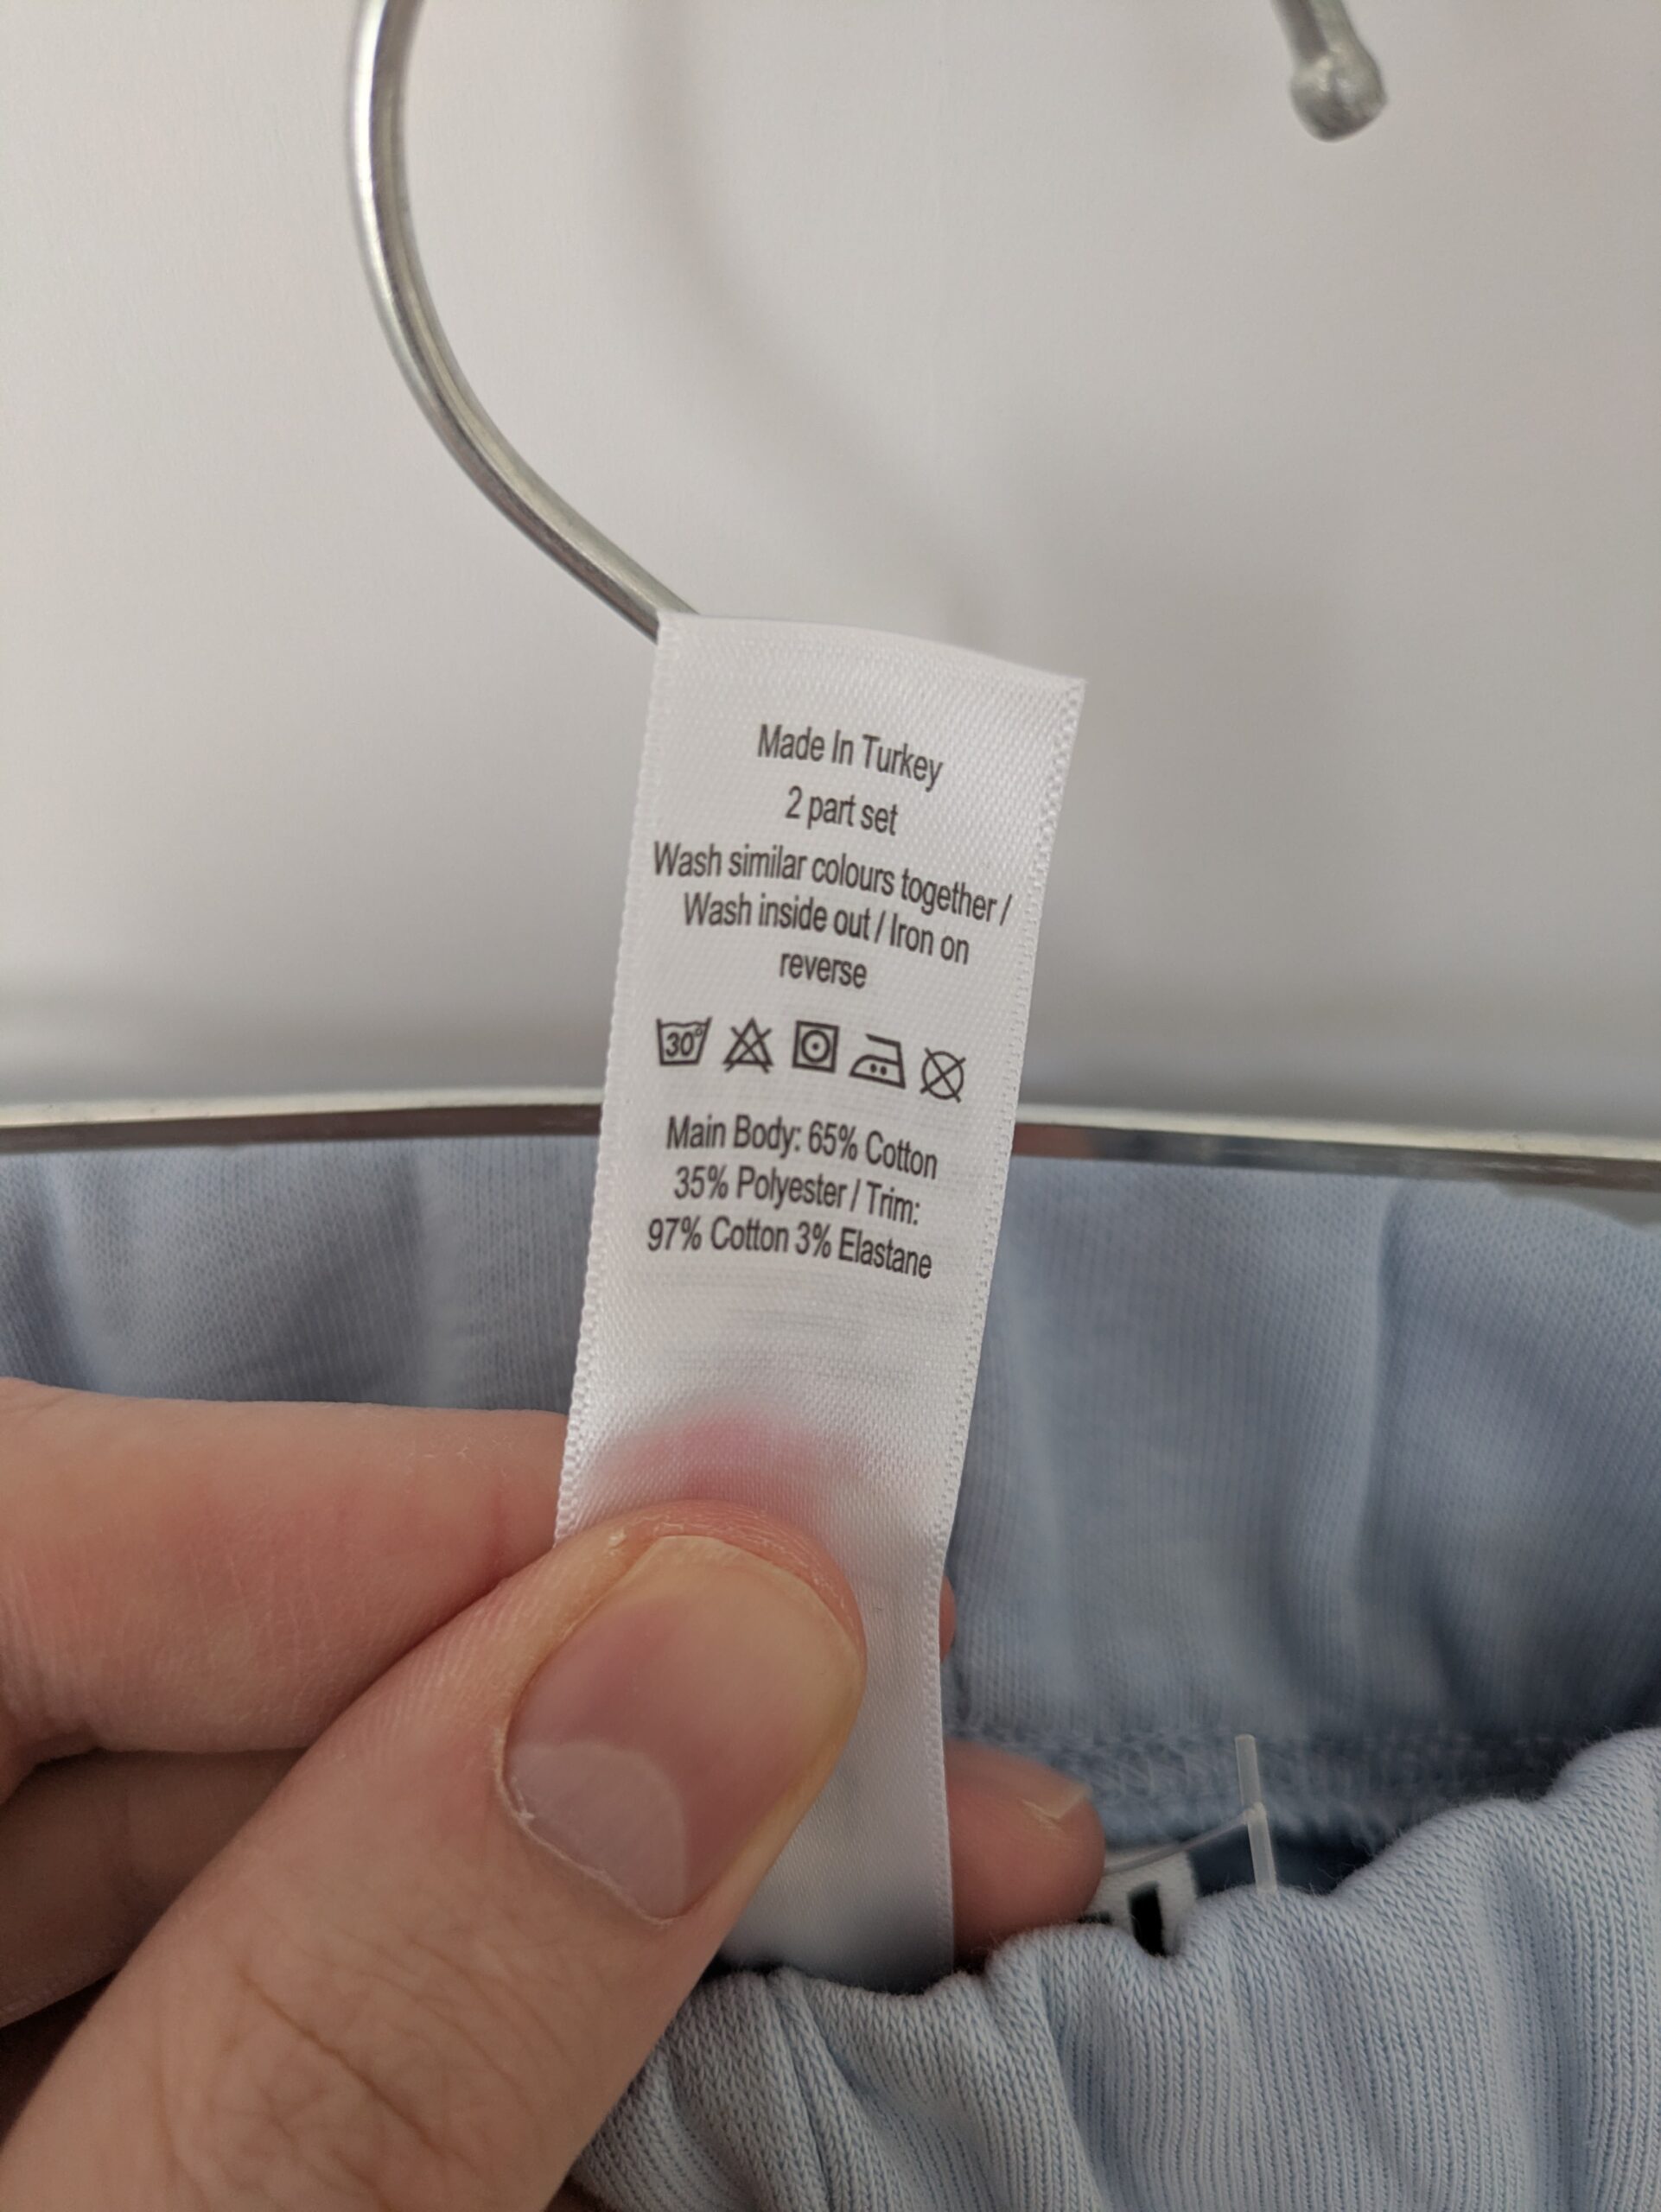 Made In Turkey
2 part set
Wash similar colours together /
Wash inside out / Iron on
reverse
30°
Main Body: 65% Cotton
35% Polyester / Trim:
97% Cotton 3% Elastane